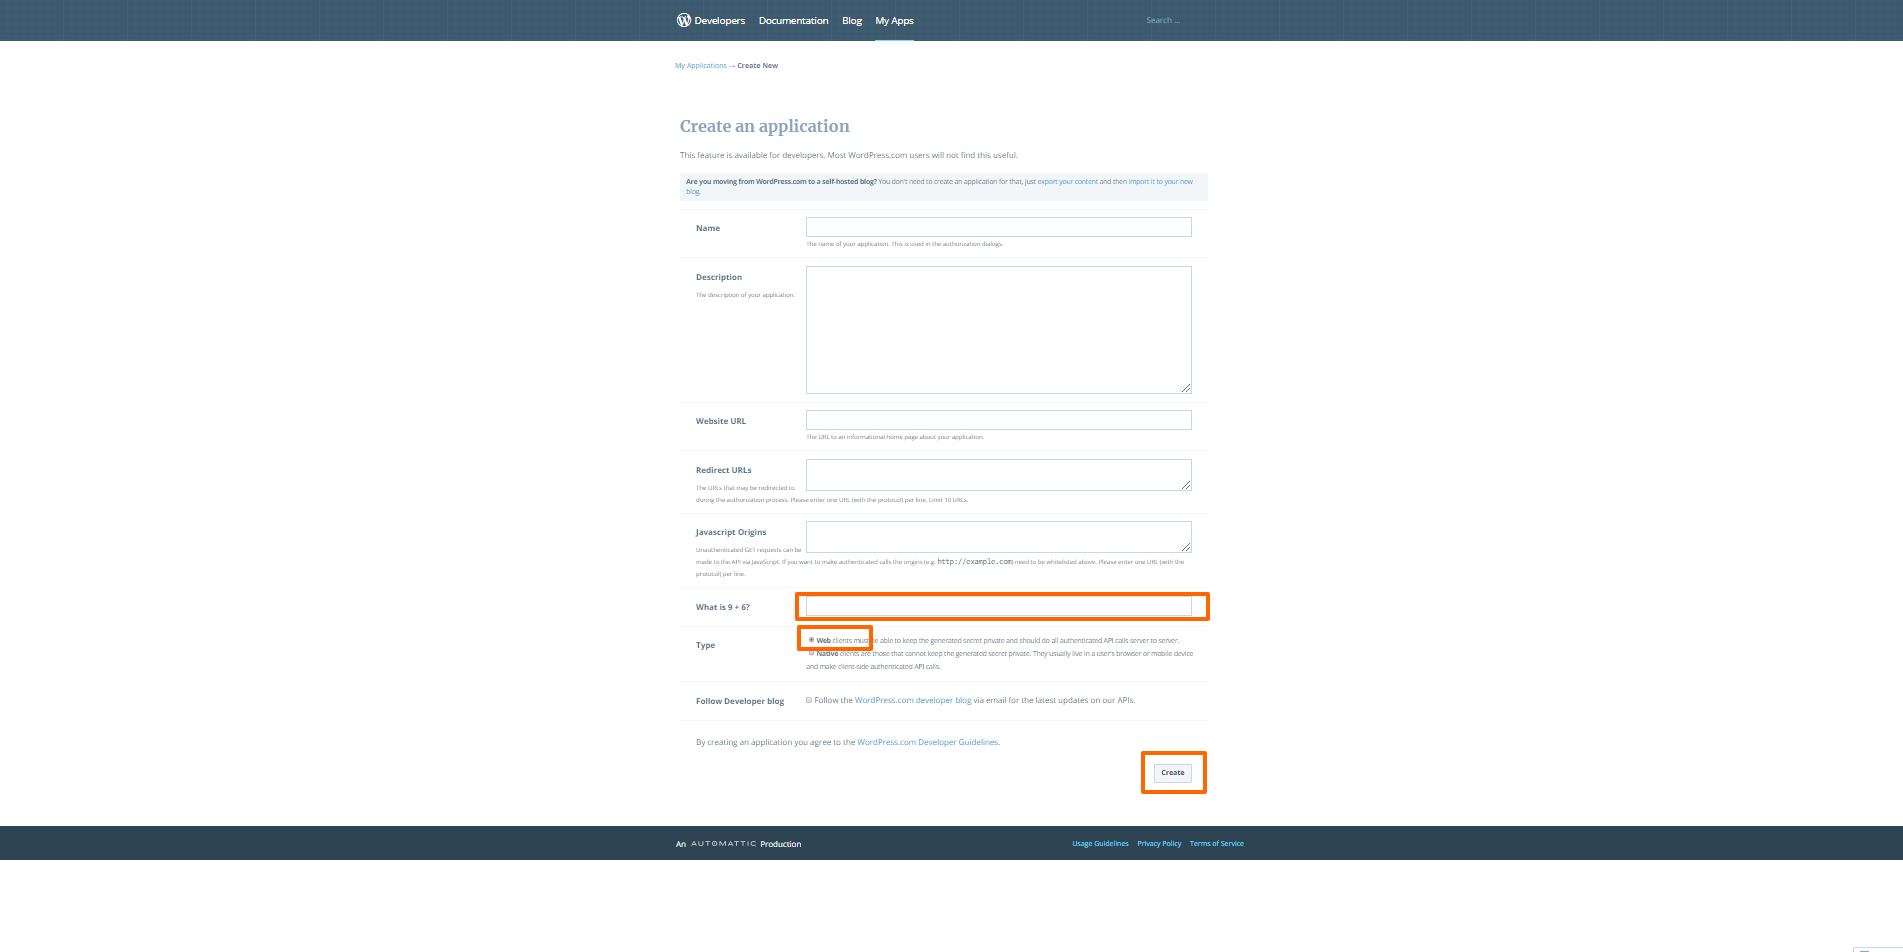 Developers Documentation Blog My Apps Search ...
My Applications → Create New
Create an application
This feature is available for developers. Most WordPress.com users will not find this useful.
Are you moving from WordPress.com to a self-hosted blog? You don't need to create an application for that, just export your content and then import it to your new
blog.
Name
The name of your application. This is used in the authorization dialogs.
Description
The description of your application.
Website URL
The URL to an informational home page about your application.
Redirect URLs
The URLs that may be redirected to
during the authorization process. Please enter one URL (with the protocol) per line. Limit 10 URLs.
Javascript Origins
Unauthenticated GET requests can be
made to the API via JavaScript. If you want to make authenticated calls the origins (e.g. http://example.com) need to be whitelisted above. Please enter one URL (with the
protocol) per line.
What is 9 + 6?
Type
Web clients must be able to keep the generated secret private and should do all authenticated API calls server to server.
Native clients are those that cannot keep the generated secret private. They usually live in a user's browser or mobile device
and make client-side authenticated API calls.
Follow Developer blog
Follow the WordPress.com developer blog via email for the latest updates on our APIs.
By creating an application you agree to the WordPress.com Developer Guidelines.
Create
An AUTOMATTIC Production
Usage Guidelines Privacy Policy Terms of Service